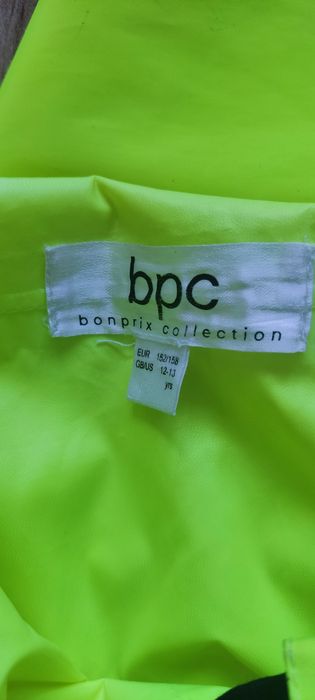 bpc
bonprix collection
EUR 152/158
GB/US 12-13
yrs